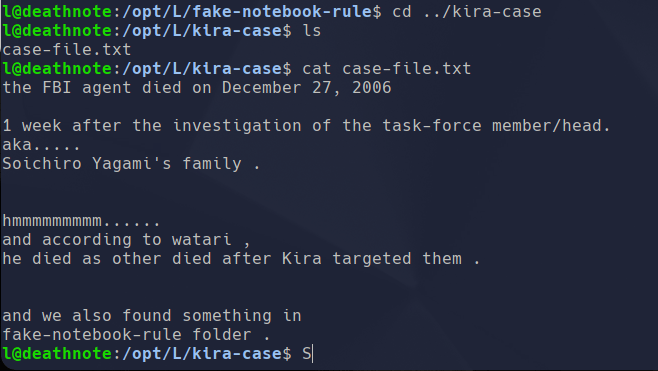 l@deathnote:/opt/L/fake-notebook-rule$ cd ../kira-case
l@deathnote:/opt/L/kira-case$ ls
case-file.txt
l@deathnote:/opt/L/kira-case$ cat case-file.txt
the FBI agent died on December 27, 2006
1 week after the investigation of the task-force member/head.
aka.....
Soichiro Yagami's family .
hmmmmmmmmm......
and according to watari ,
he died as other died after Kira targeted them .
and we also found something in
fake-notebook-rule folder .
l@deathnote:/opt/L/kira-case$ S